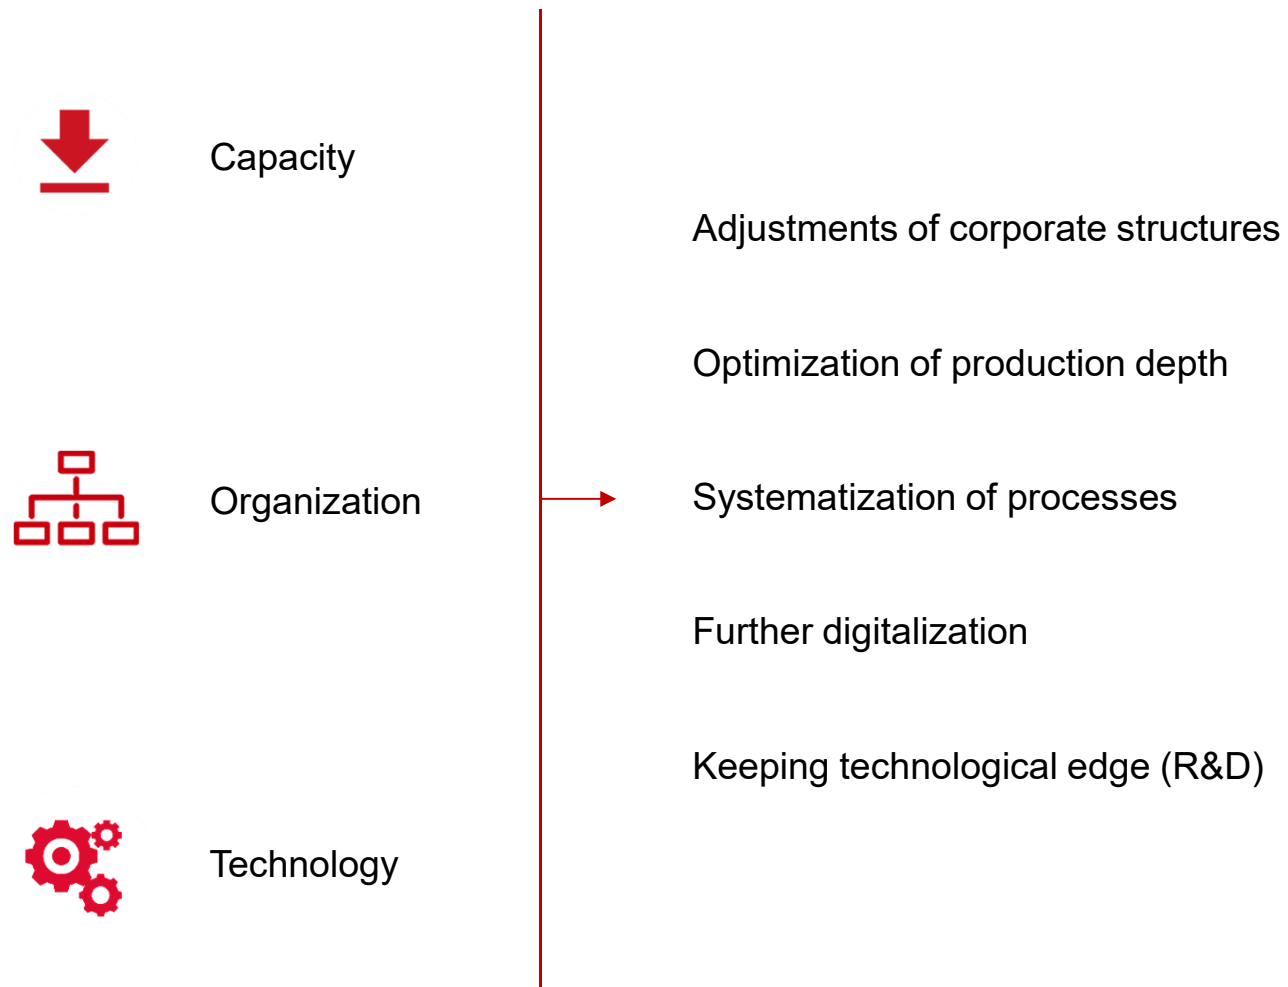 Capacity
Organization
Technology
Adjustments of corporate structures
Optimization of production depth
Systematization of processes
Further digitalization
Keeping technological edge (R&D)